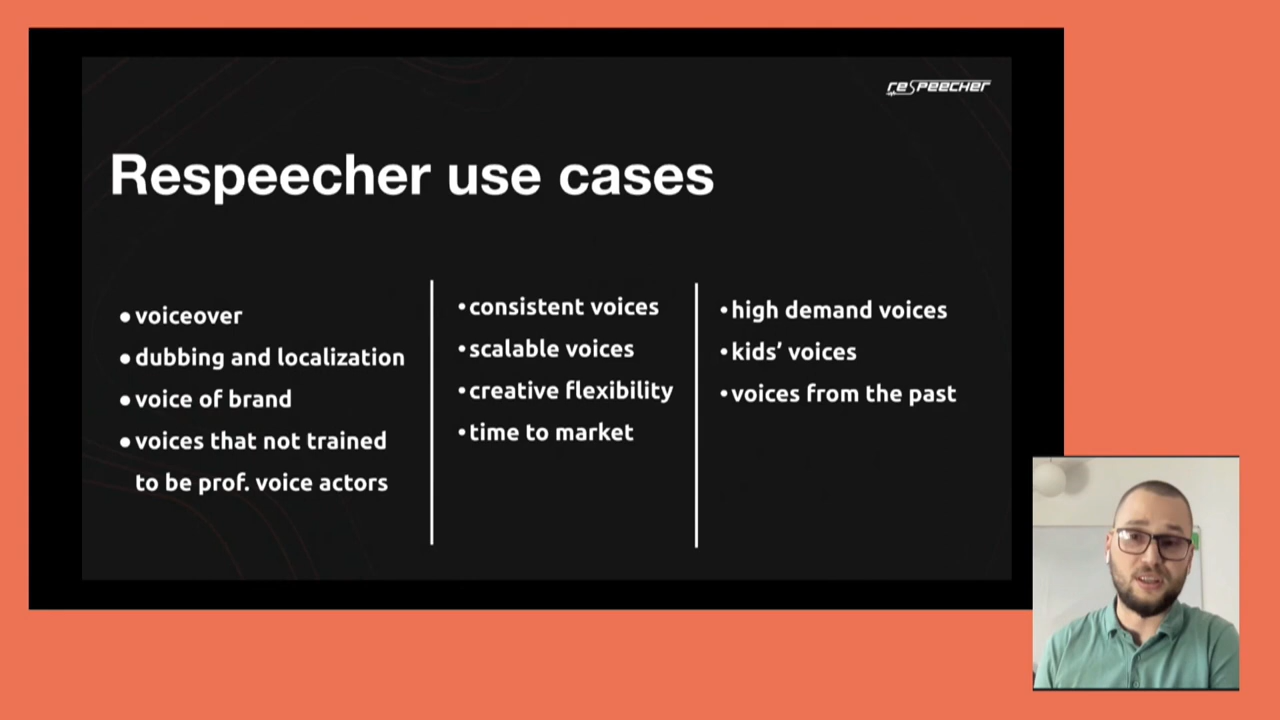 reSpeecher
Respeecher use cases
• voiceover
• dubbing and localization
• voice of brand
• voices that not trained
to be prof. voice actors
• consistent voices
• scalable voices
• creative flexibility
• time to market
• high demand voices
• kids’ voices
• voices from the past